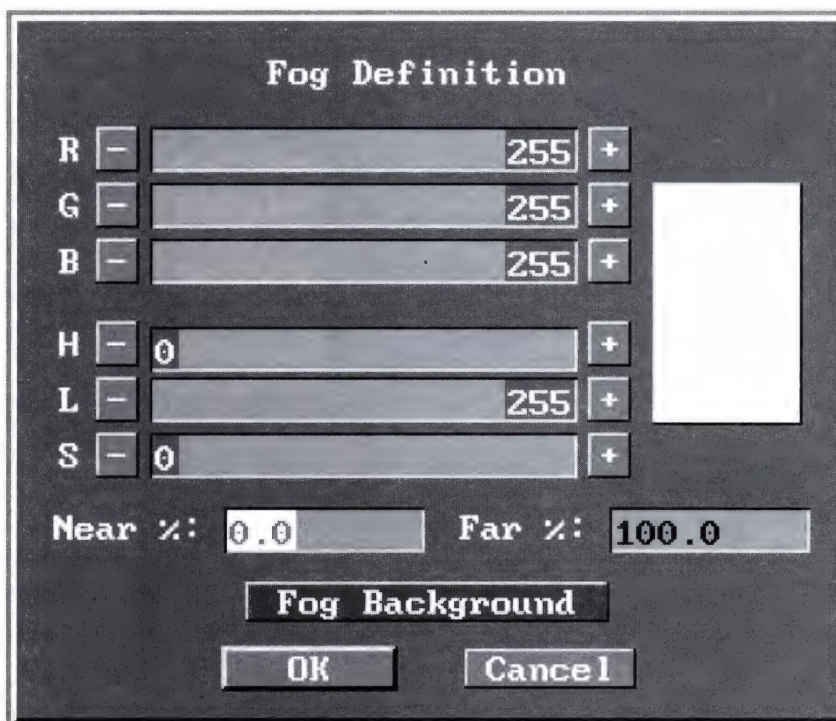 Fog Definition
R - 255 +
G - 255 +
B - 255 +
H - 0 +
L - 255 +
S - 0 +
Near %: 0.0 Far %: 100.0
Fog Background
OK Cancel